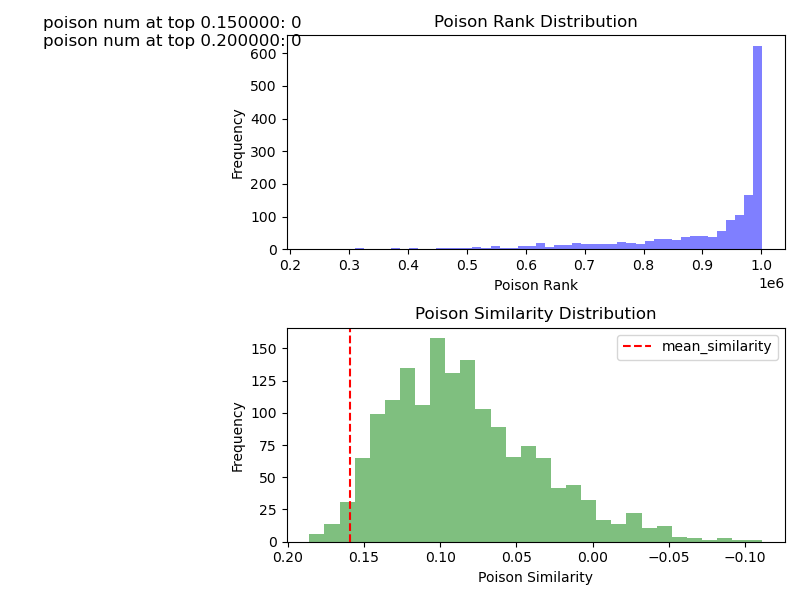 poison num at top 0.150000: 0
poison num at top 0.200000: 0
Poison Rank Distribution
Frequency
600
500
400
300
200
100
0
0.2 0.3 0.4 0.5 0.6 0.7 0.8 0.9 1.0
1e6
Poison Rank
Poison Similarity Distribution
mean_similarity
Frequency
150
125
100
75
50
25
0
0.20 0.15 0.10 0.05 0.00 −0.05 −0.10
Poison Similarity